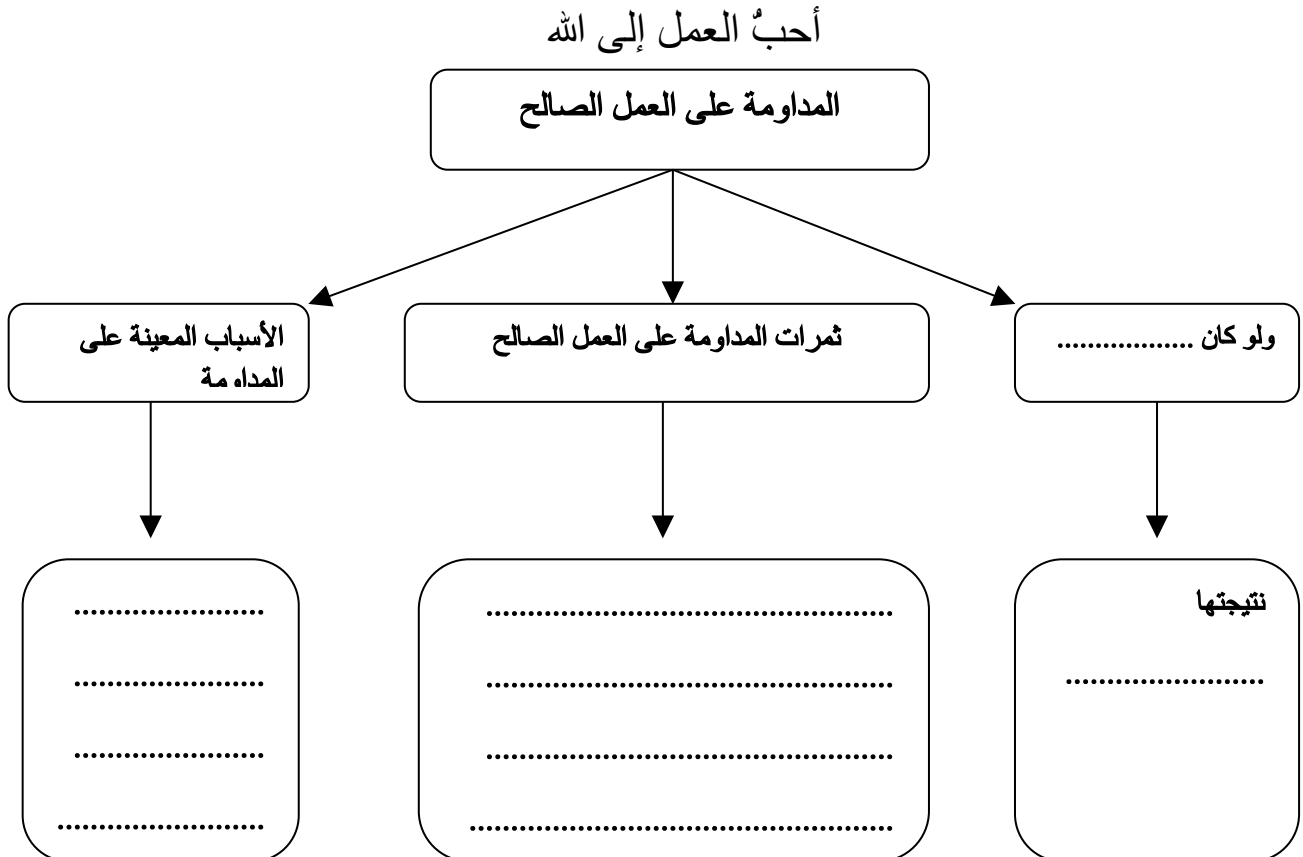 أحبٌّ العمل إلى الله
المداومة على العمل الصالح
ولو كان ..................
ثمرات المداومة على العمل الصالح
الأسباب المعينة على
المداومة
نتيجتها
........................
.................................................
.................................................
.................................................
...................................................
.......................
.......................
.......................
.........................